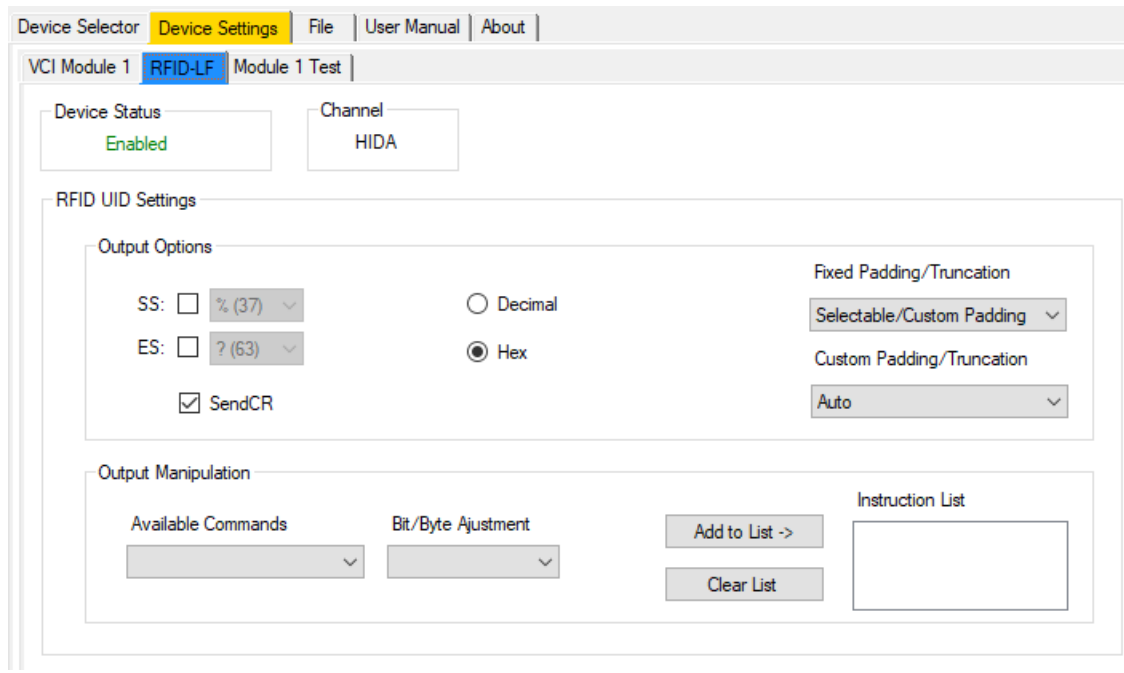 Device Selector Device Settings File User Manual About
VCI Module 1 RFID-LF Module 1 Test
Device Status
Enabled
Channel
HIDA
RFID UID Settings
Output Options
SS: % (37)
ES: ? (63)
SendCR
Decimal
Hex
Fixed Padding/Truncation
Selectable/Custom Padding
Custom Padding/Truncation
Auto
Output Manipulation
Available Commands
Bit/Byte Ajustment
Add to List ->
Clear List
Instruction List